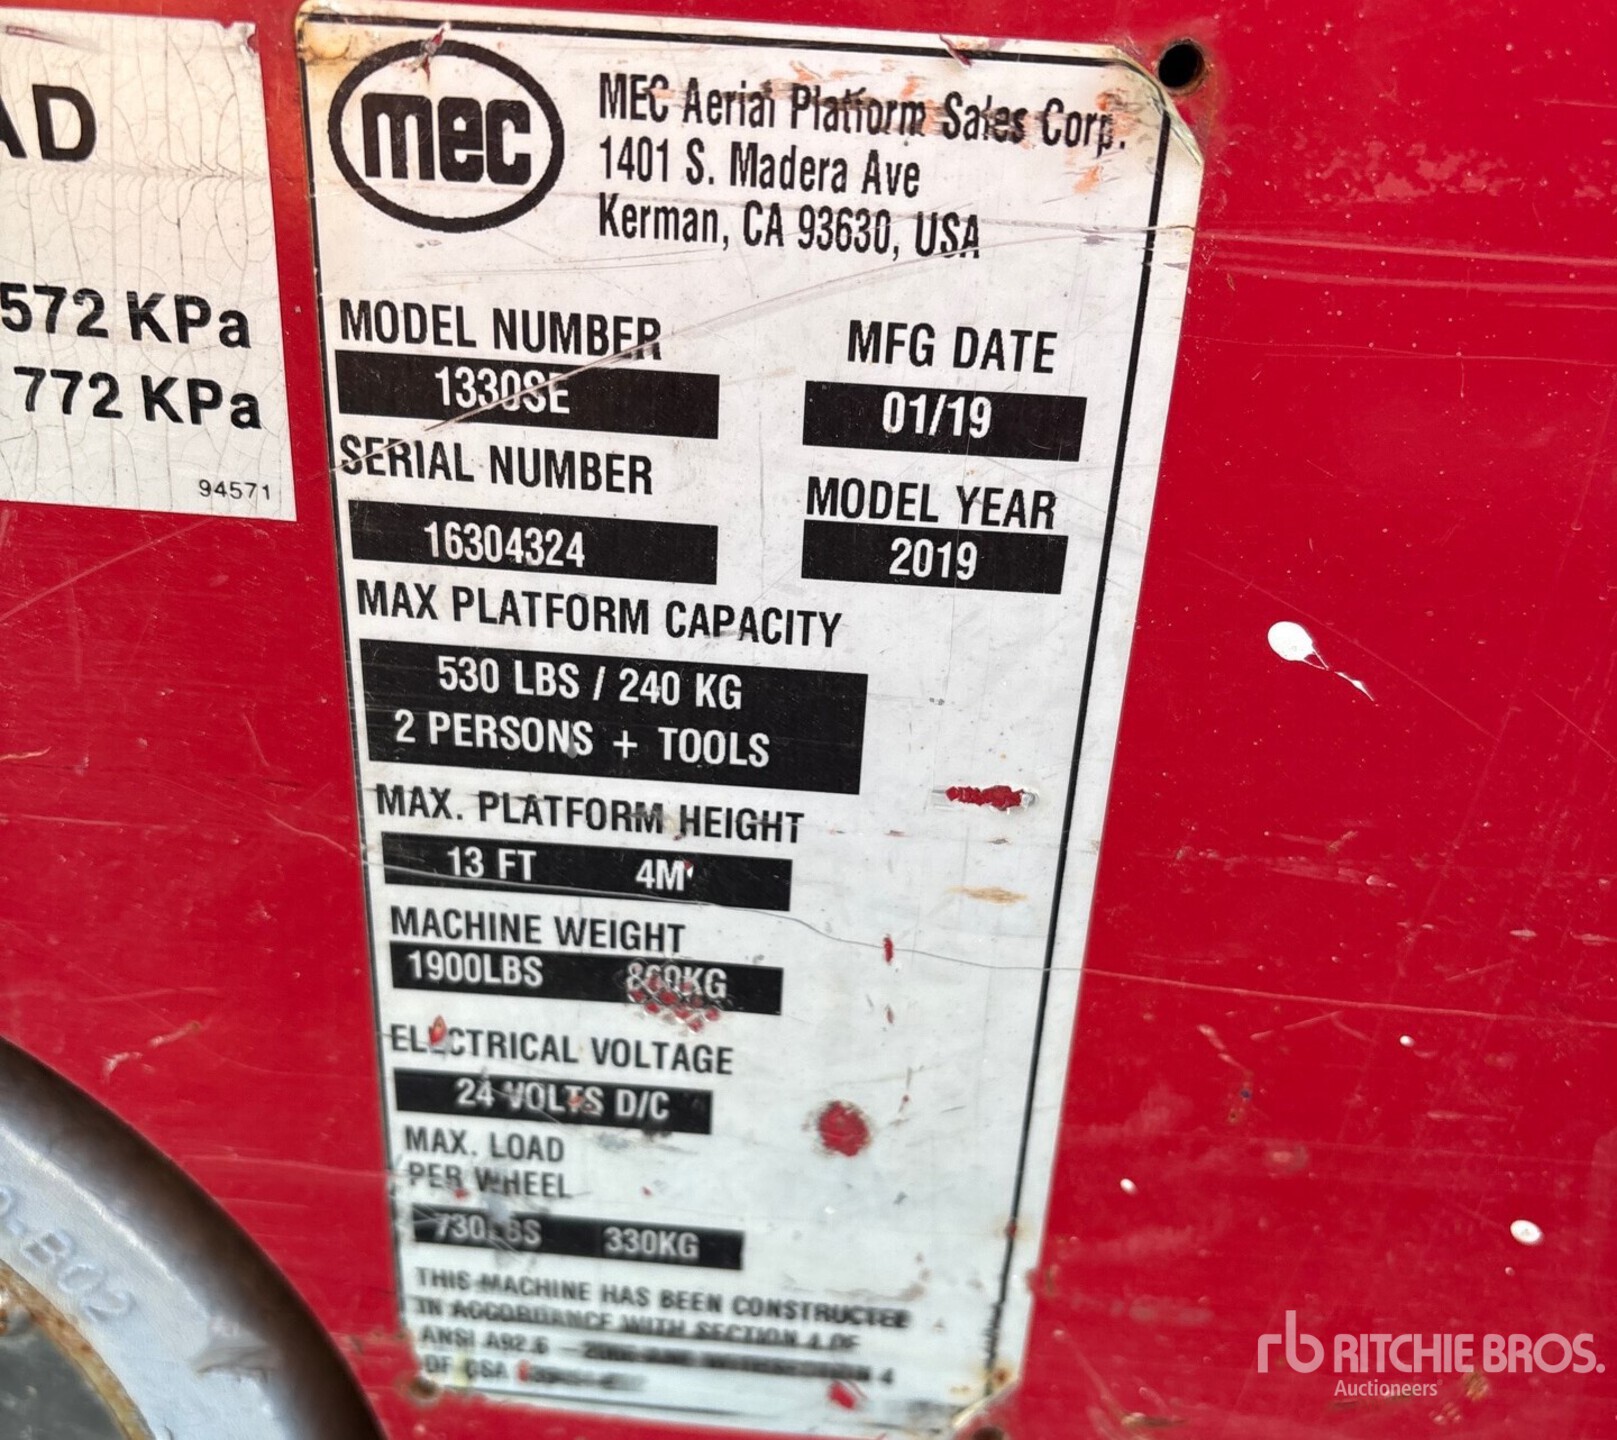 AD
572 KPa
772 KPa
94571
mec
MEC Aerial Platform Sales Corp.
1401 S. Madera Ave
Kerman, CA 93630, USA
MODEL NUMBER
1330SE
MFG DATE
01/19
SERIAL NUMBER
16304324
MODEL YEAR
2019
MAX PLATFORM CAPACITY
530 LBS / 240 KG
2 PERSONS + TOOLS
MAX. PLATFORM HEIGHT
13 FT 4M
MACHINE WEIGHT
1900LBS
ELECTRICAL VOLTAGE
24 VOLTS D/C
MAX. LOAD
PER WHEEL
730LBS 330KG
THIS MACHINE HAS BEEN CONSTRUCTED
IN ACCORDANCE WITH SECTION 4 OF
ANSI A92.6
OF CSA
-B02
rb RITCHIE BROS.
Auctioneers